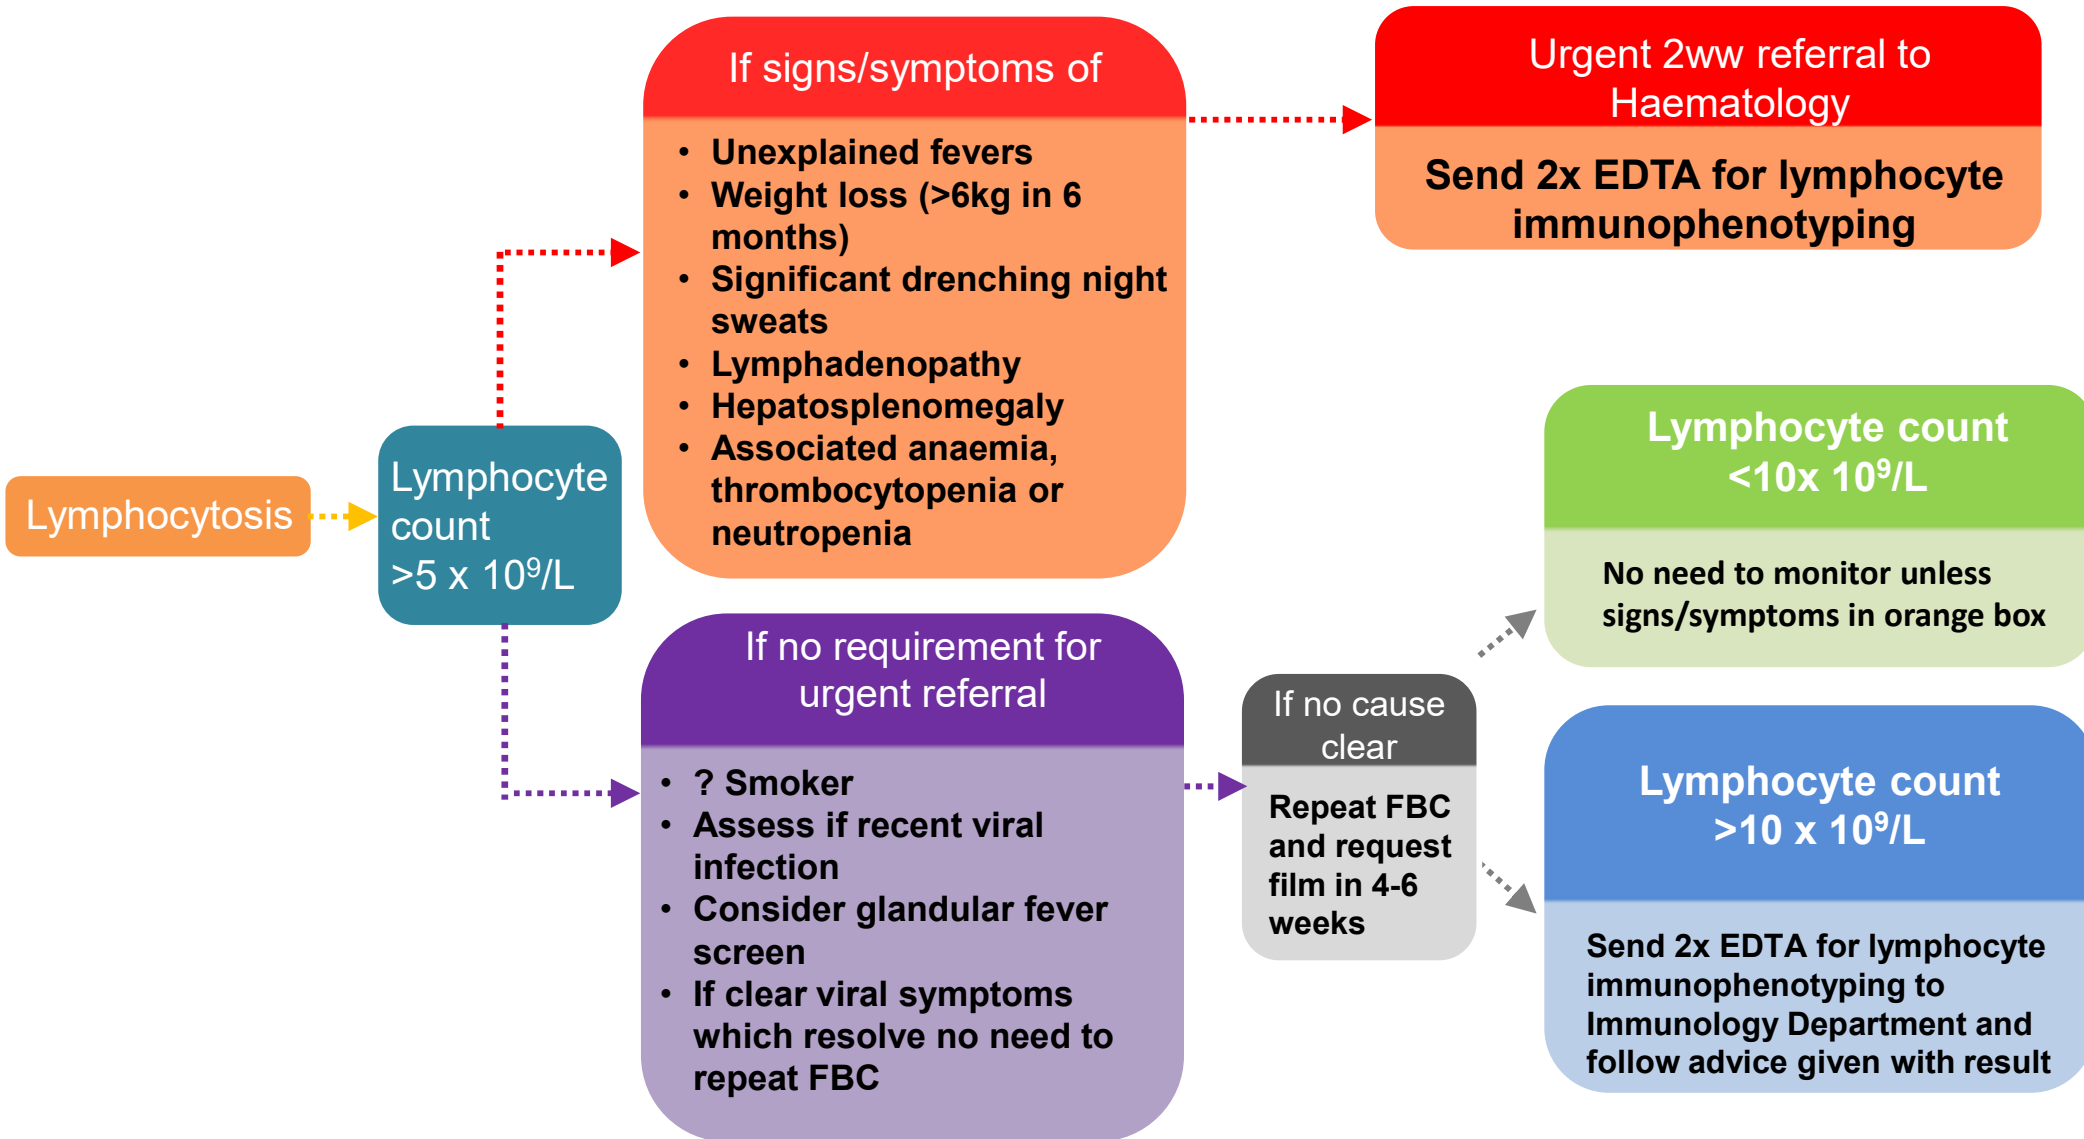 Lymphocytosis
Lymphocyte
count
>5 x 10⁹/L
If signs/symptoms of
• Unexplained fevers
• Weight loss (>6kg in 6
months)
• Significant drenching night
sweats
• Lymphadenopathy
• Hepatosplenomegaly
• Associated anaemia,
thrombocytopenia or
neutropenia
Urgent 2ww referral to
Haematology
Send 2x EDTA for lymphocyte
immunophenotyping
If no requirement for
urgent referral
• ? Smoker
• Assess if recent viral
infection
• Consider glandular fever
screen
• If clear viral symptoms
which resolve no need to
repeat FBC
If no cause
clear
Repeat FBC
and request
film in 4-6
weeks
Lymphocyte count
<10x 10⁹/L
No need to monitor unless
signs/symptoms in orange box
Lymphocyte count
>10 x 10⁹/L
Send 2x EDTA for lymphocyte
immunophenotyping to
Immunology Department and
follow advice given with result